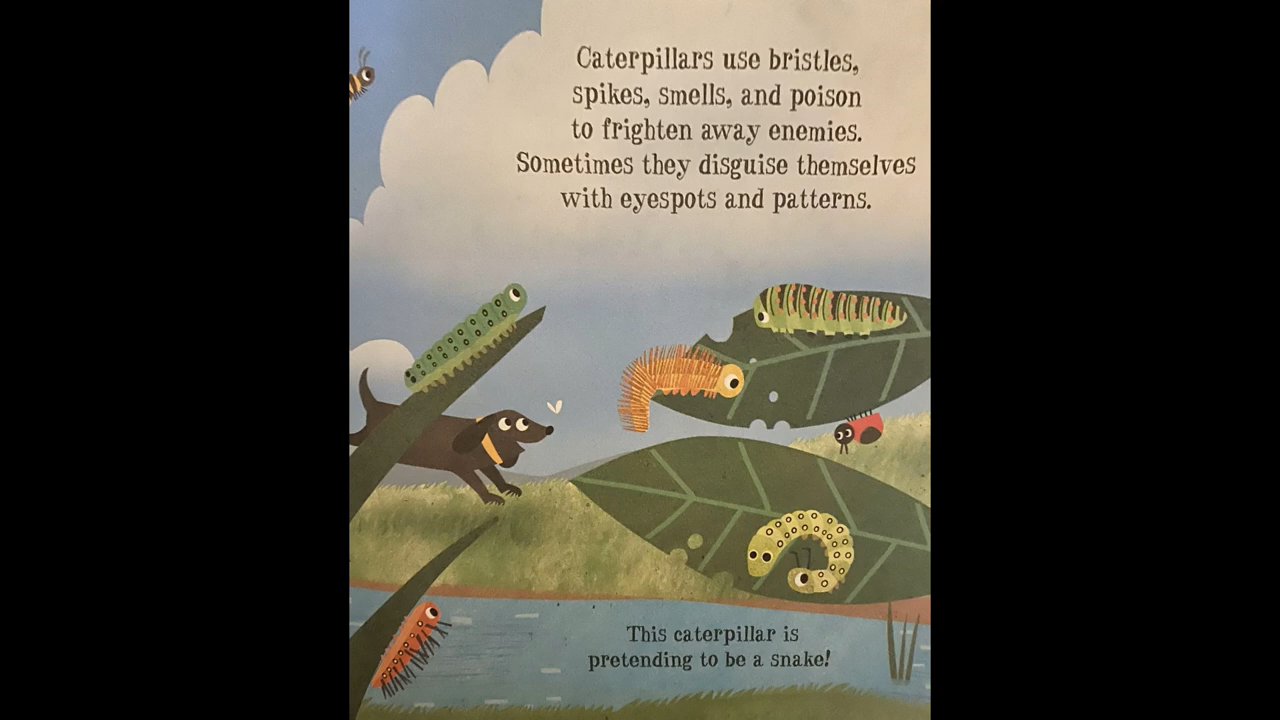 Caterpillars use bristles,
spikes, smells, and poison
to frighten away enemies.
Sometimes they disguise themselves
with eyespots and patterns.
This caterpillar is
pretending to be a snake!